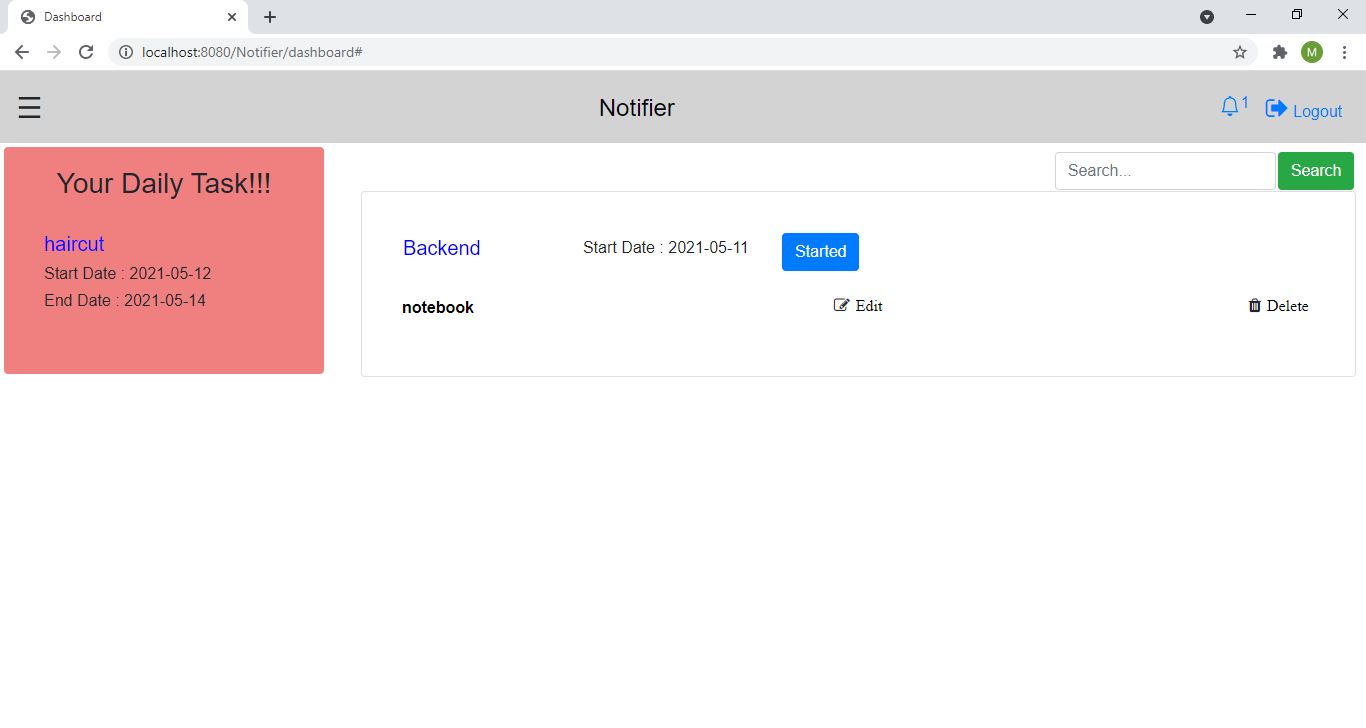 Dashboard
localhost:8080/Notifier/dashboard#
M
Notifier
1
Logout
Your Daily Task!!!
haircut
Start Date : 2021-05-12
End Date : 2021-05-14
Search...
Search
Backend
Start Date : 2021-05-11
Started
notebook
Edit
Delete